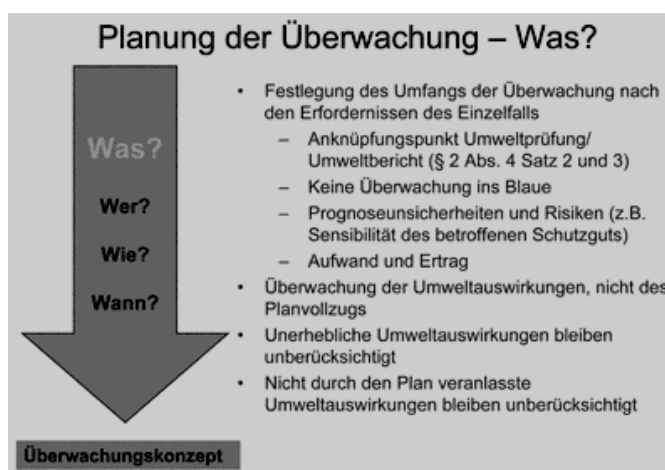 Planung der Überwachung – Was?
Was?
Wer?
Wie?
Wann?
Überwachungskonzept
• Festlegung des Umfangs der Überwachung nach
den Erfordnissen des Einzelfalls
– Anknüpfungspunkt Umweltprüfung/
Umweltbericht (§ 2 Abs. 4 Satz 2 und 3)
– Keine Überwachung ins Blaue
– Prognoseunsicherheiten und Risiken (z.B.
Sensibilität des betroffenen Schutzguts)
– Aufwand und Ertrag
• Überwachung der Umweltauswirkungen, nicht des
Planvollzugs
• Unerhebliche Umweltauswirkungen bleiben
unberücksichtigt
• Nicht durch den Plan veranlasste
Umweltauswirkungen bleiben unberücksichtigt